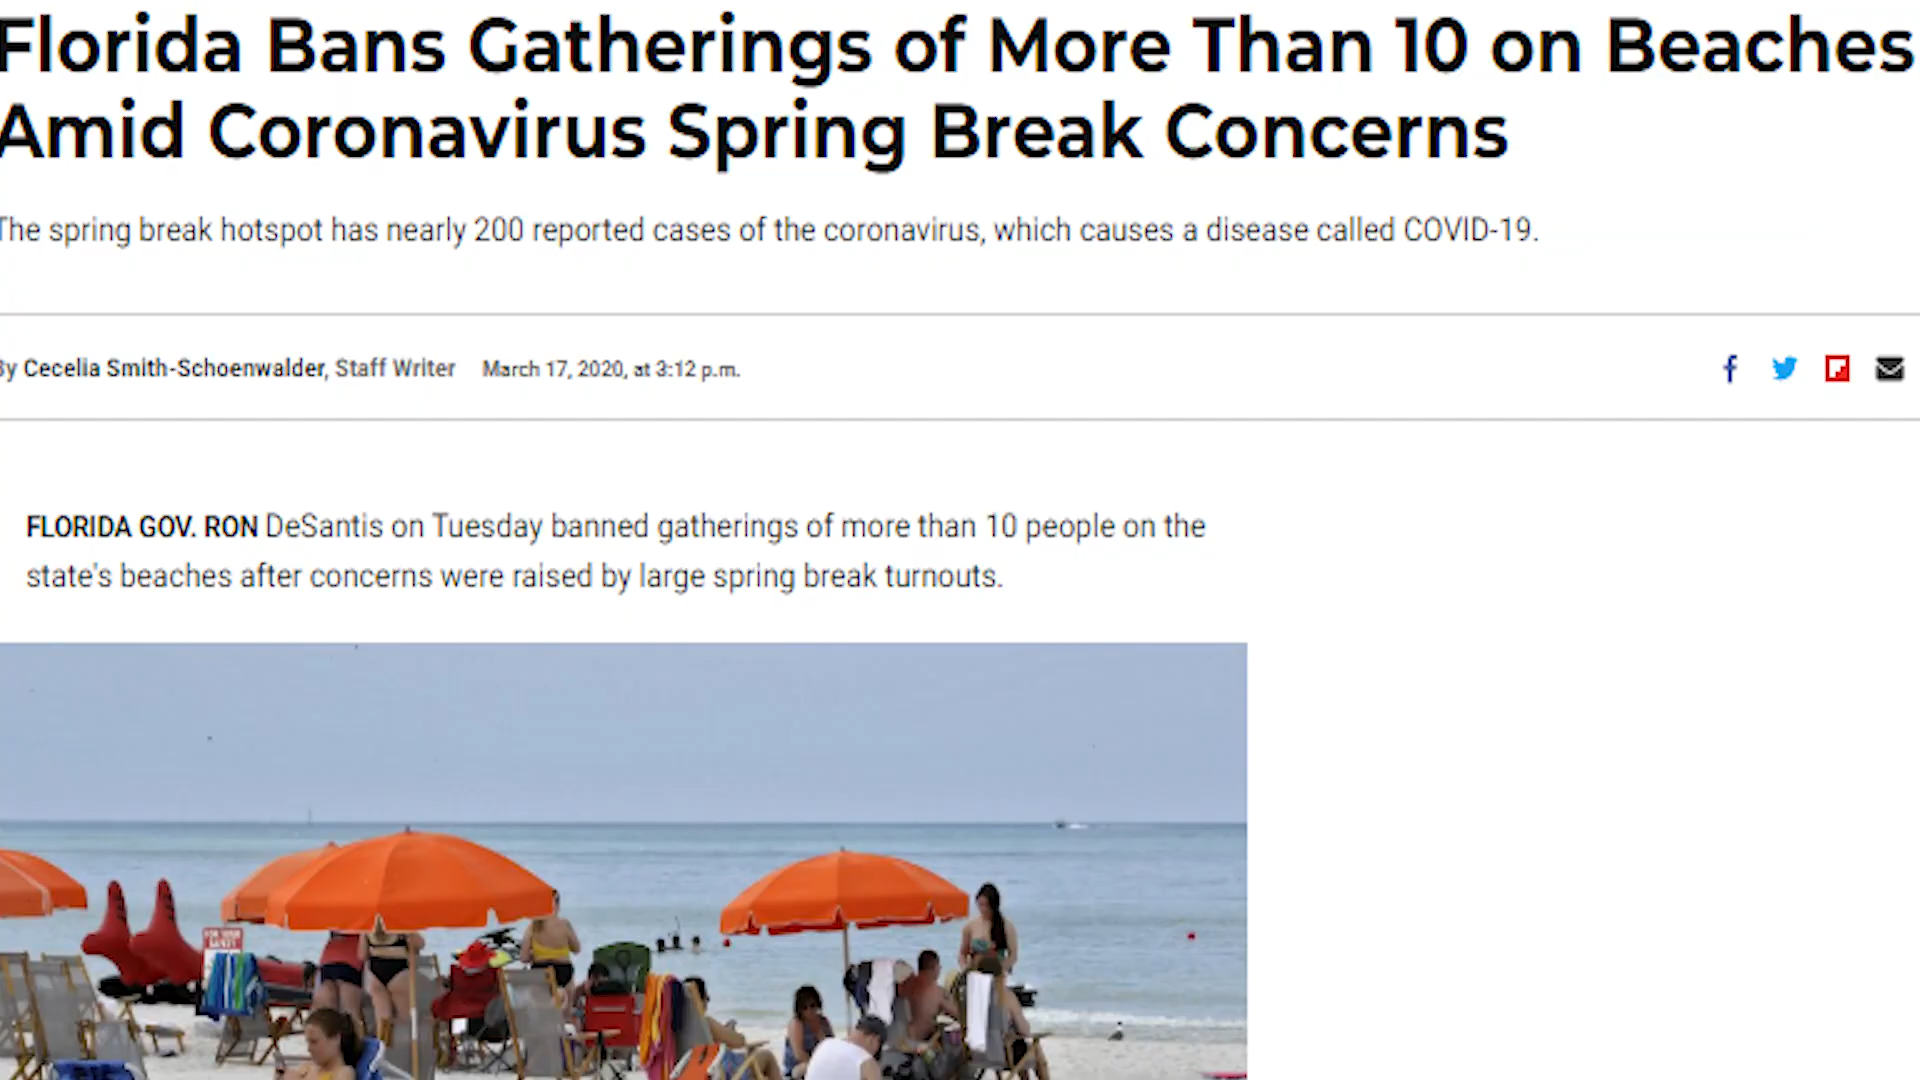 Florida Bans Gatherings of More Than 10 on Beaches
Amid Coronavirus Spring Break Concerns
The spring break hotspot has nearly 200 reported cases of the coronavirus, which causes a disease called COVID-19.
By Cecelia Smith-Schoenwalder, Staff Writer March 17, 2020, at 3:12 p.m.
FLORIDA GOV. RON DeSantis on Tuesday banned gatherings of more than 10 people on the
state's beaches after concerns were raised by large spring break turnouts.